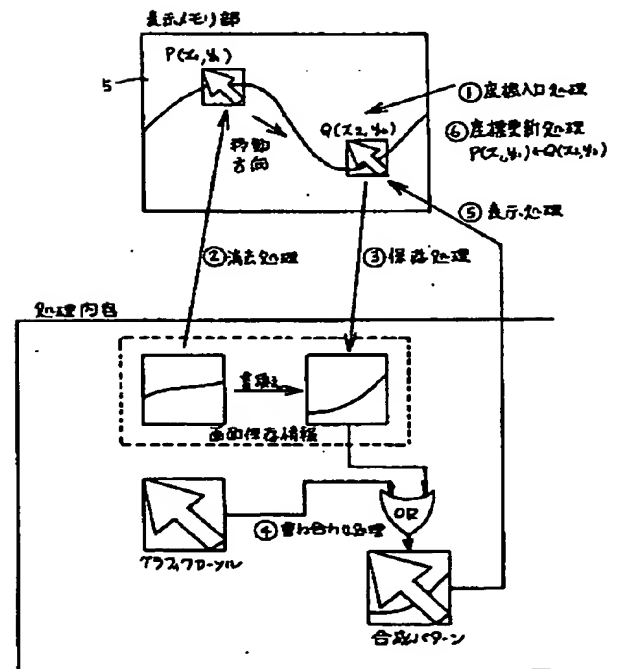 表示メモリ部
P(x₁,y₁)
5
①座標入口処理
Q(x₂,y₂)
⑥座標更新処理
P(x₁,y₁)←Q(x₂,y₂)
移動
方向
⑤表示処理
②消去処理
③保存処理
処理内容
書換え
画面保存情報
④重ね合わせ処理
OR
グラフィックカーソル
合成パターン